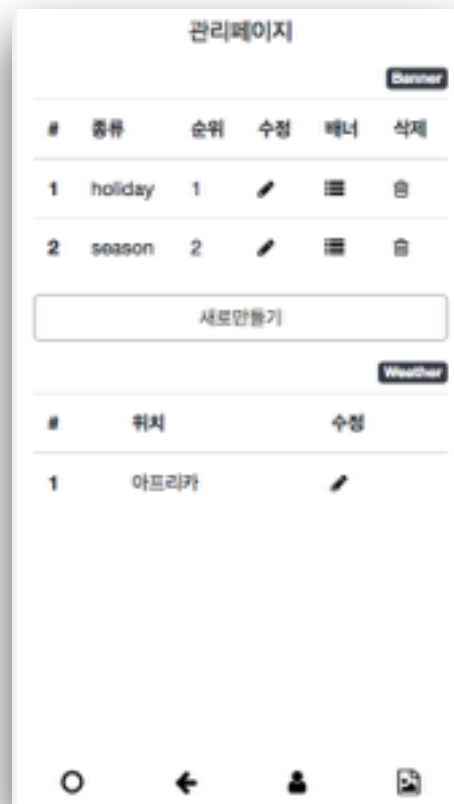 관리페이지
Banner
# 종류 순위 수정 배너 삭제
1 holiday 1
2 season 2
새로만들기
Weather
# 위치 수정
1 아프리카